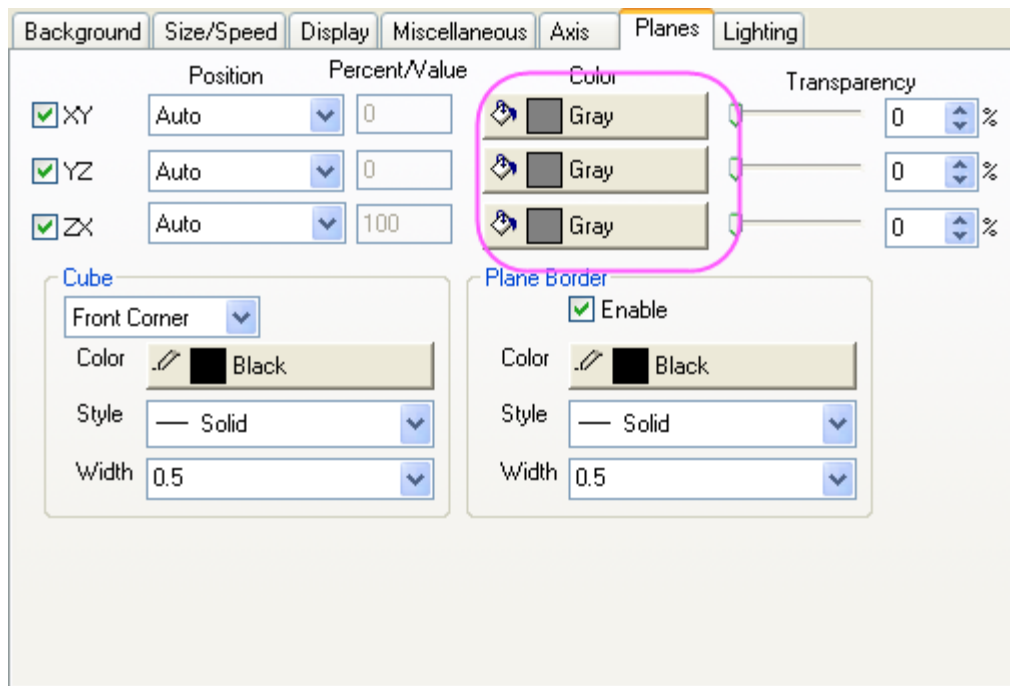 Background Size/Speed Display Miscellaneous Axis Planes Lighting
Position Percent/Value Color Transparency
XY Auto 0 Gray 0 %
YZ Auto 0 Gray 0 %
ZX Auto 100 Gray 0 %
Cube
Front Corner
Color Black
Style Solid
Width 0.5
Plane Border
Enable
Color Black
Style Solid
Width 0.5